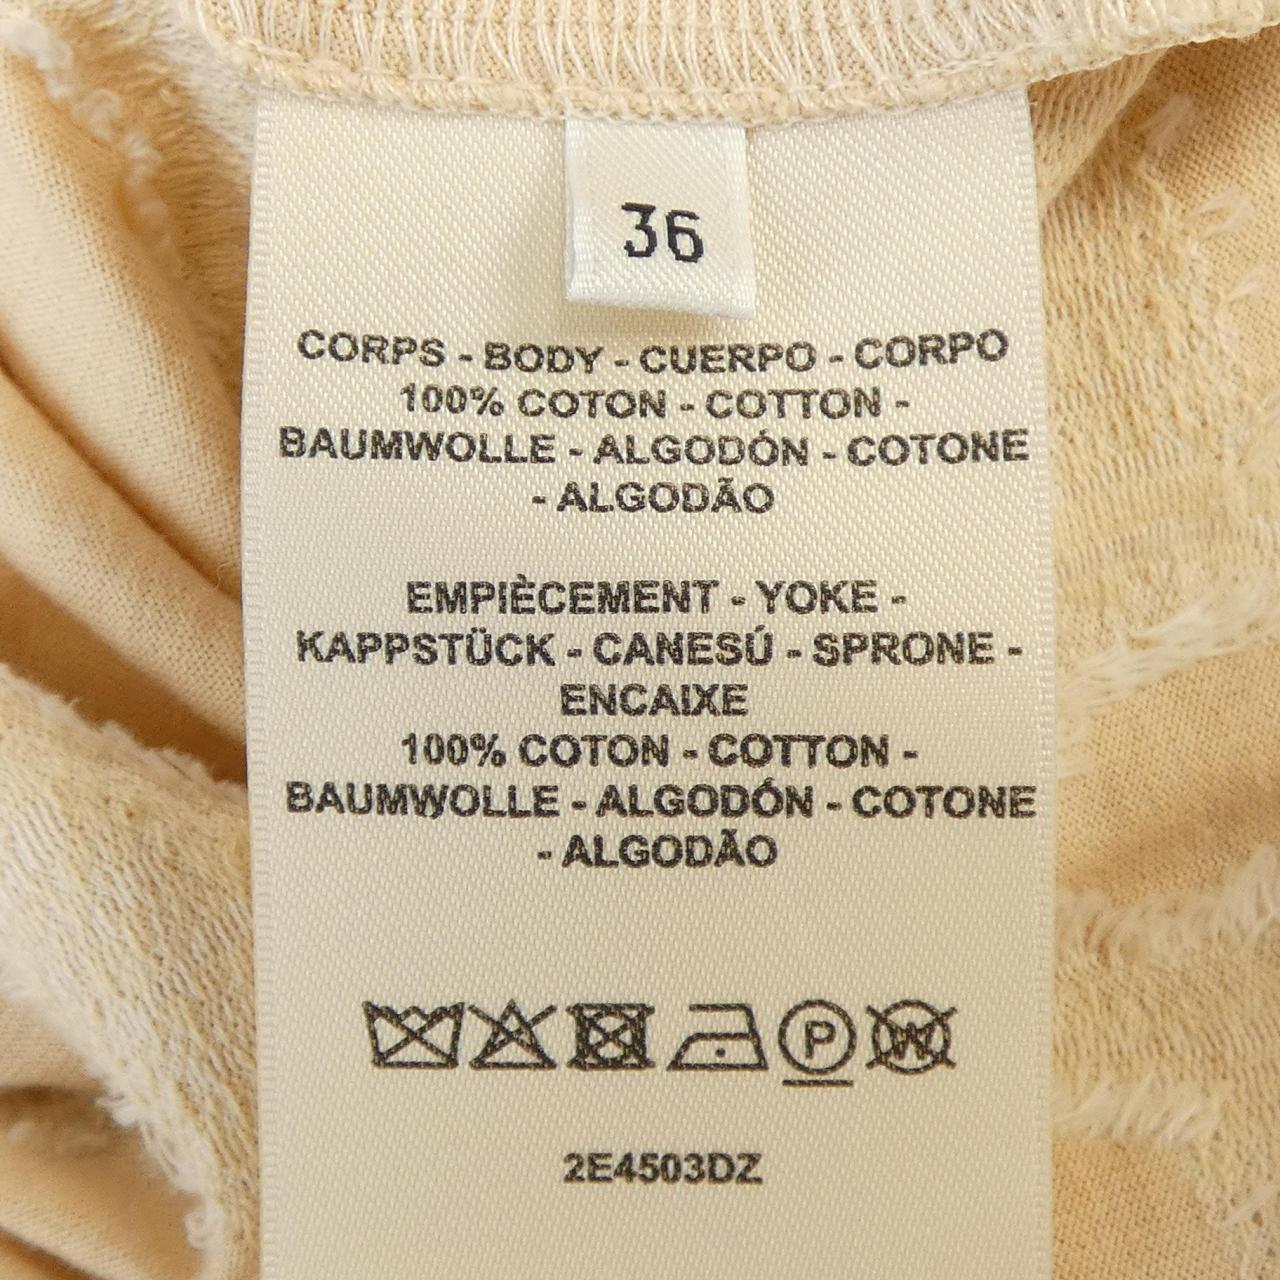 36
CORPS - BODY - CUERPO - CORPO
100% COTON - COTTON -
BAUMWOLLE - ALGODÓN - COTONE
- ALGODÃO
EMPIÈCEMENT - YOKE -
KAPPSTÜCK - CANESÚ - SPRONE -
ENCAIXE
100% COTON - COTTON -
BAUMWOLLE - ALGODÓN - COTONE
- ALGODÃO
P W
2E4503DZ